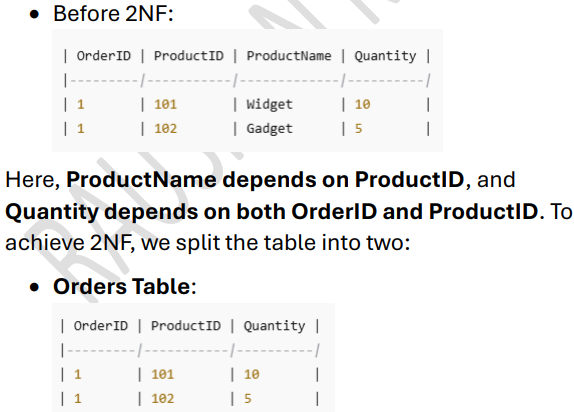 • Before 2NF:
| OrderID | ProductID | ProductName | Quantity |
|---------/-----------/-------------/----------/
| 1 | 101 | Widget | 10 |
| 1 | 102 | Gadget | 5 |
Here, ProductName depends on ProductID, and
Quantity depends on both OrderID and ProductID. To
achieve 2NF, we split the table into two:
• Orders Table:
| OrderID | ProductID | Quantity |
|---------/-----------/----------/
| 1 | 101 | 10 |
| 1 | 102 | 5 |